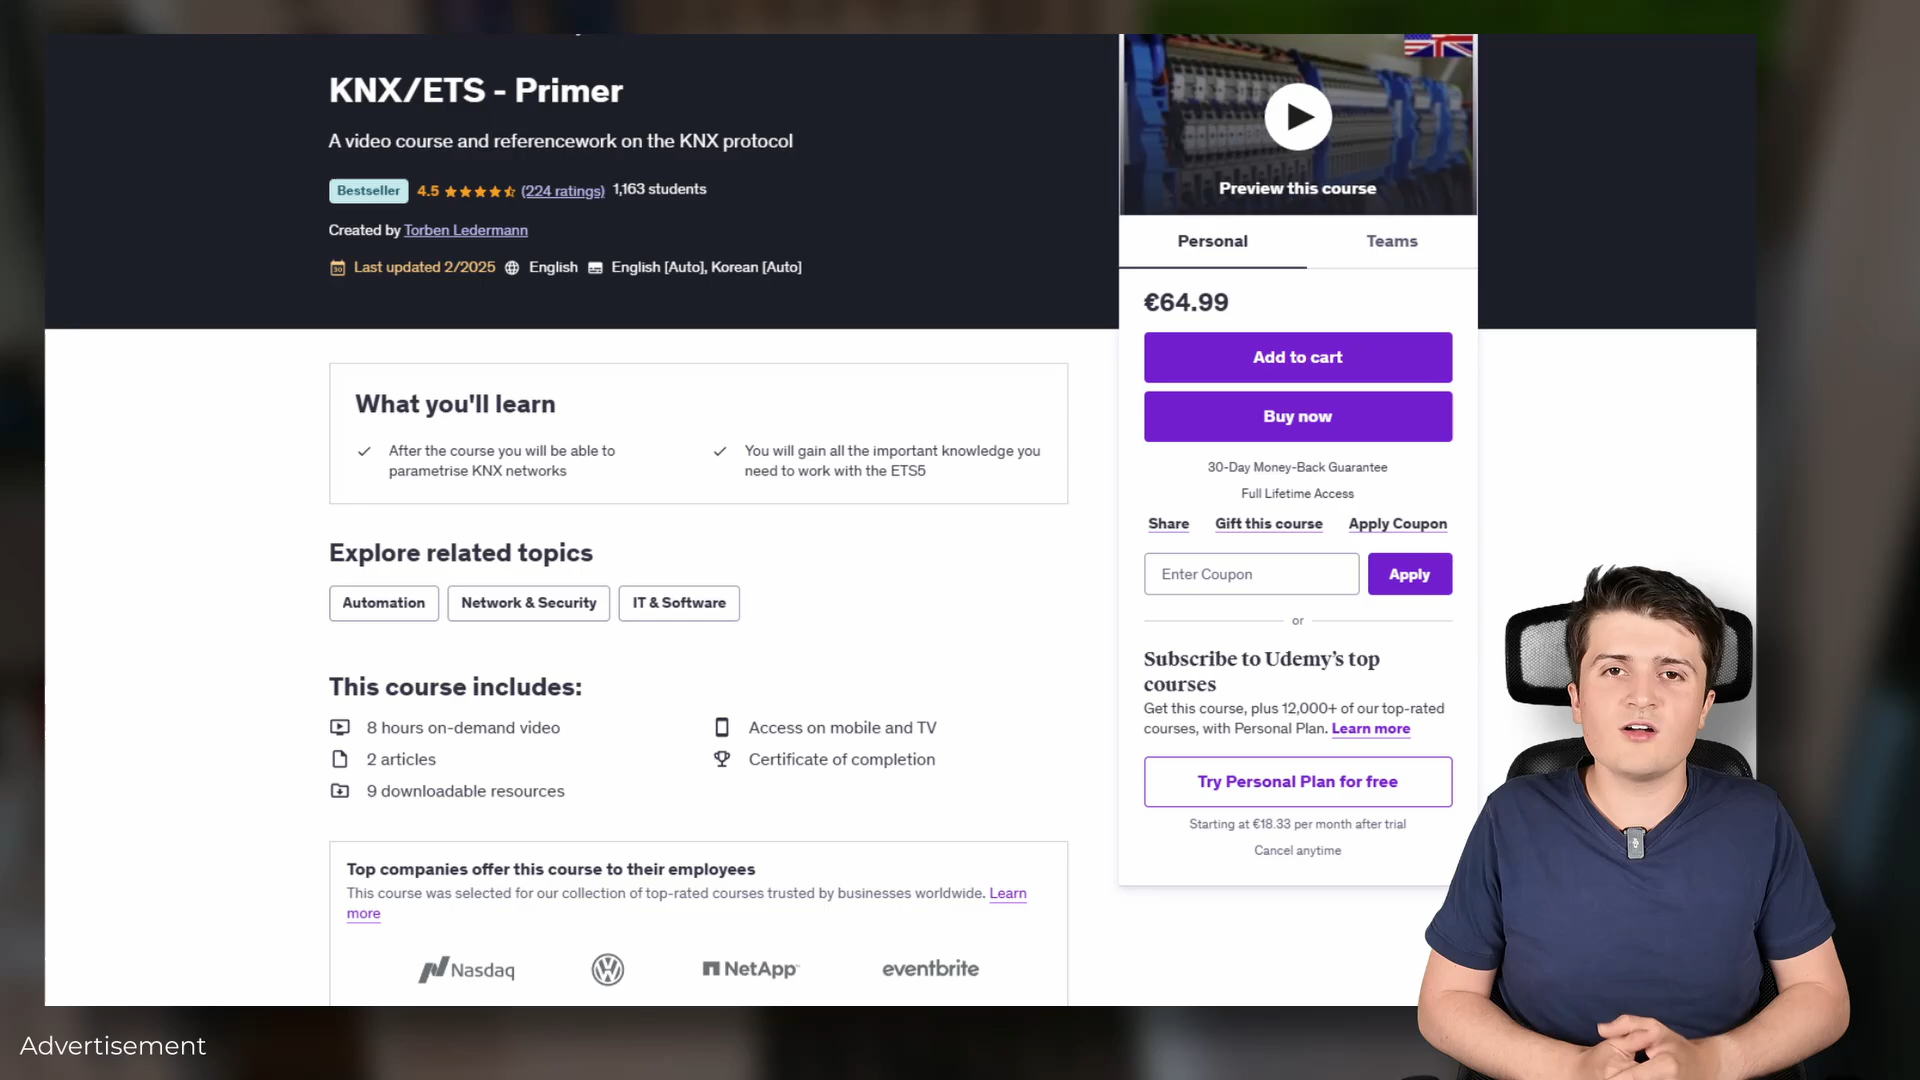 KNX/ETS - Primer
A video course and referencework on the KNX protocol
Bestseller 4.5 (224 ratings) 1,163 students
Created by Torben Ledermann
Last updated 2/2025 English English [Auto], Korean [Auto]
Preview this course
Personal Teams
€64.99
Add to cart
Buy now
30-Day Money-Back Guarantee
Full Lifetime Access
Share Gift this course Apply Coupon
Enter Coupon Apply
or
Subscribe to Udemy's top
courses
Get this course, plus 12,000+ of our top-rated
courses, with Personal Plan. Learn more
Try Personal Plan for free
Starting at €18.33 per month after trial
Cancel anytime
What you'll learn
After the course you will be able to
parametrise KNX networks
You will gain all the important knowledge you
need to work with the ETS5
Explore related topics
Automation Network & Security IT & Software
This course includes:
8 hours on-demand video
2 articles
9 downloadable resources
Access on mobile and TV
Certificate of completion
Top companies offer this course to their employees
This course was selected for our collection of top-rated courses trusted by businesses worldwide. Learn
more
Nasdaq NetApp eventbrite
Advertisement